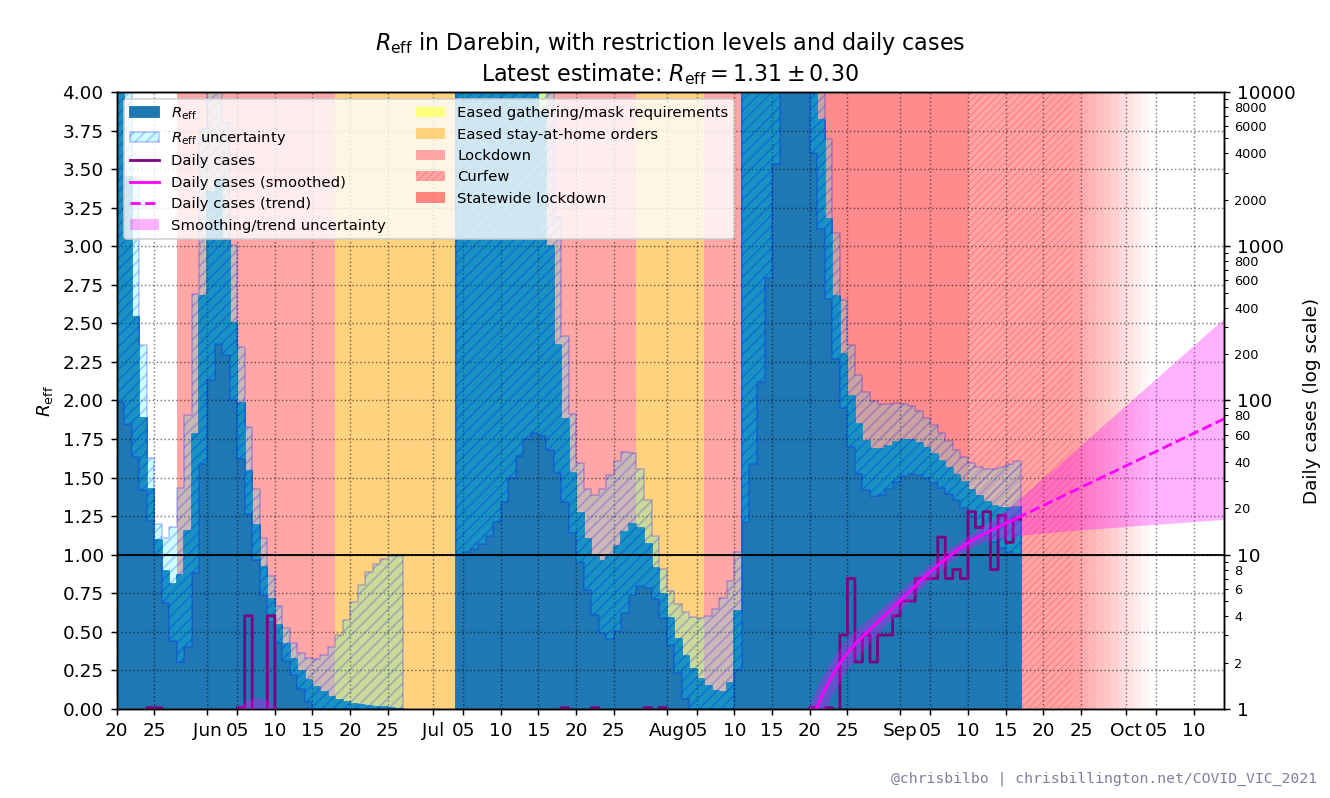 Reff in Darebin, with restriction levels and daily cases
Latest estimate: Reff = 1.31 ± 0.30
Reff
Reff uncertainty
Daily cases
Daily cases (smoothed)
Daily cases (trend)
Smoothing/trend uncertainty
Eased gathering/mask requirements
Eased stay-at-home orders
Lockdown
Curfew
Statewide lockdown
4.00
3.75
3.50
3.25
3.00
2.75
2.50
2.25
2.00
1.75
1.50
1.25
1.00
0.75
0.50
0.25
0.00
Reff
10000
8000
6000
4000
2000
1000
800
600
400
200
100
80
60
40
20
10
8
6
4
2
1
Daily cases (log scale)
20 25 Jun 05 10 15 20 25 Jul 05 10 15 20 25 Aug 05 10 15 20 25 Sep 05 10 15 20 25 Oct 05 10
@chrisbilbo | chrisbillington.net/COVID_VIC_2021